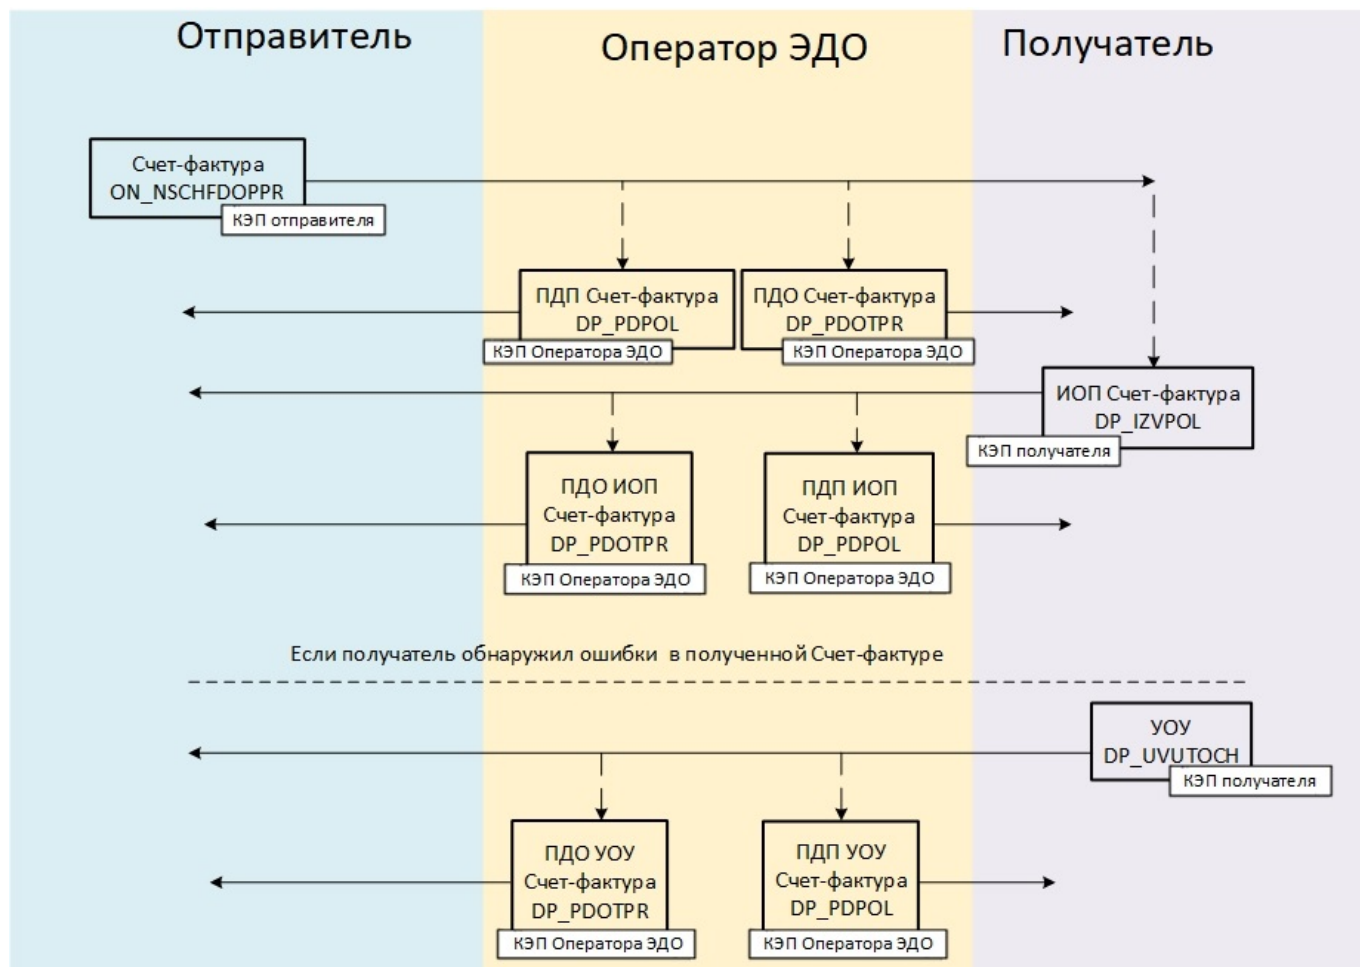 Отправитель
Оператор ЭДО
Получатель
Счет-фактура
ON_NSCHFDOPPR
КЭП отправителя
ПДП Счет-фактура
DP_PDPOL
КЭП Оператора ЭДО
ПДО Счет-фактура
DP_PDOTPR
КЭП Оператора ЭДО
ИОП Счет-фактура
DP_IZVPOL
КЭП получателя
ПДО ИОП
Счет-фактура
DP_PDOTPR
КЭП Оператора ЭДО
ПДП ИОП
Счет-фактура
DP_PDPOL
КЭП Оператора ЭДО
Если получатель обнаружил ошибки в полученной Счет-фактуре
УОУ
DP_UVUTOCH
КЭП получателя
ПДО УОУ
Счет-фактура
DP_PDOTPR
КЭП Оператора ЭДО
ПДП УОУ
Счет-фактура
DP_PDPOL
КЭП Оператора ЭДО